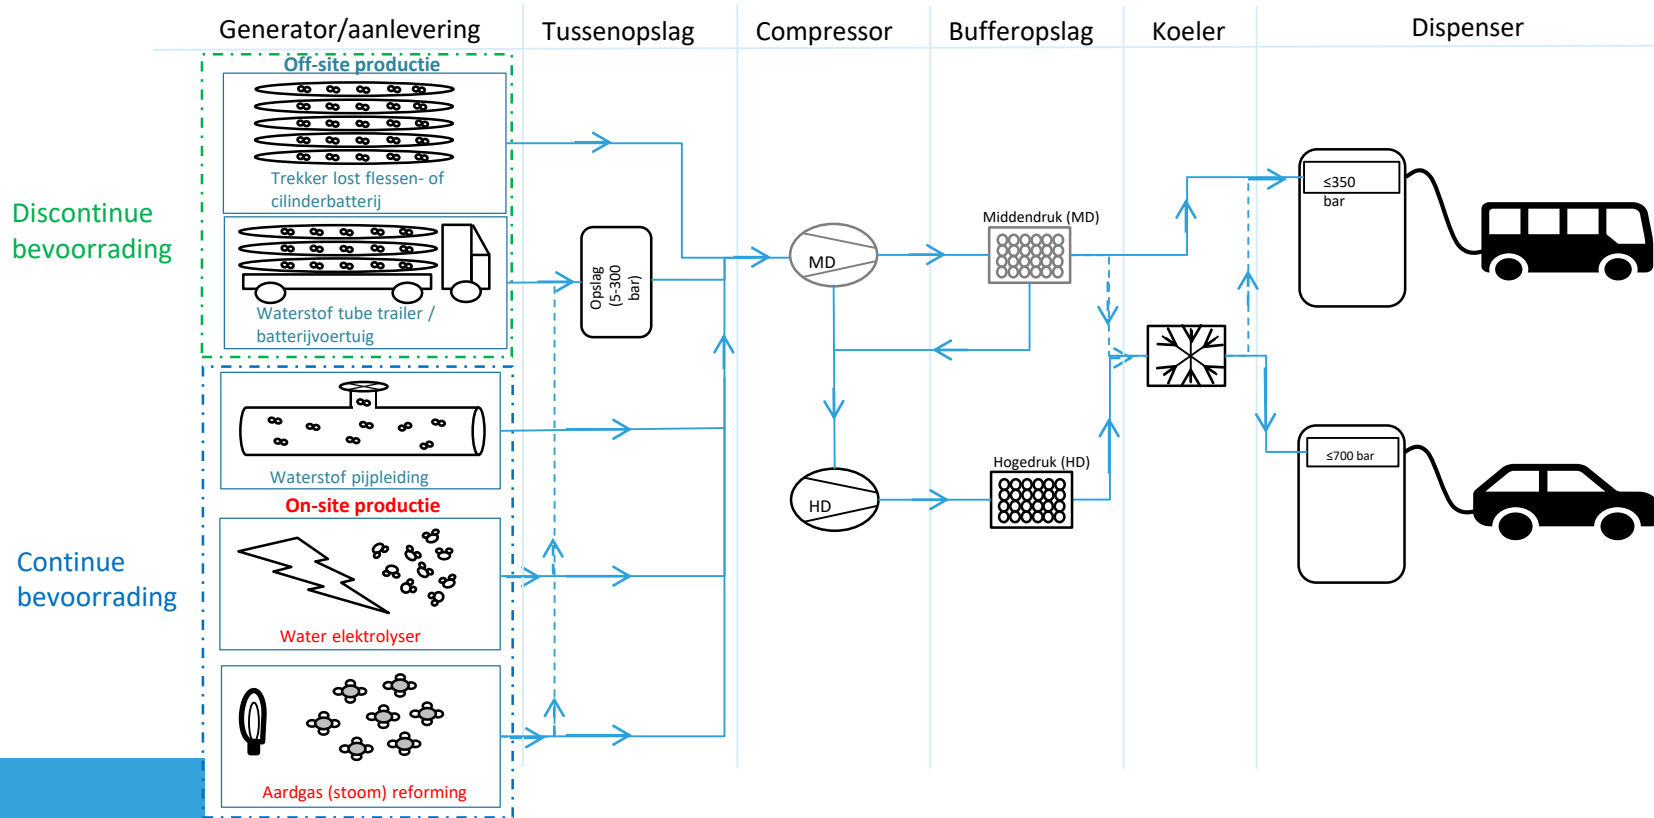 Generator/aanlevering
Tussenopslag
Compressor
Bufferopslag
Koeler
Dispenser
Off-site productie
Trekker lost flessen- of
cilinderbatterij
Discontinue
bevoorrading
Waterstof tube trailer /
batterijvoertuig
Opslag
(5-300
bar)
MD
Middendruk (MD)
≤350
bar
Waterstof pijpleiding
On-site productie
HD
Hogedruk (HD)
≤700 bar
Continue
bevoorrading
Water elektrolyser
Aardgas (stoom) reforming